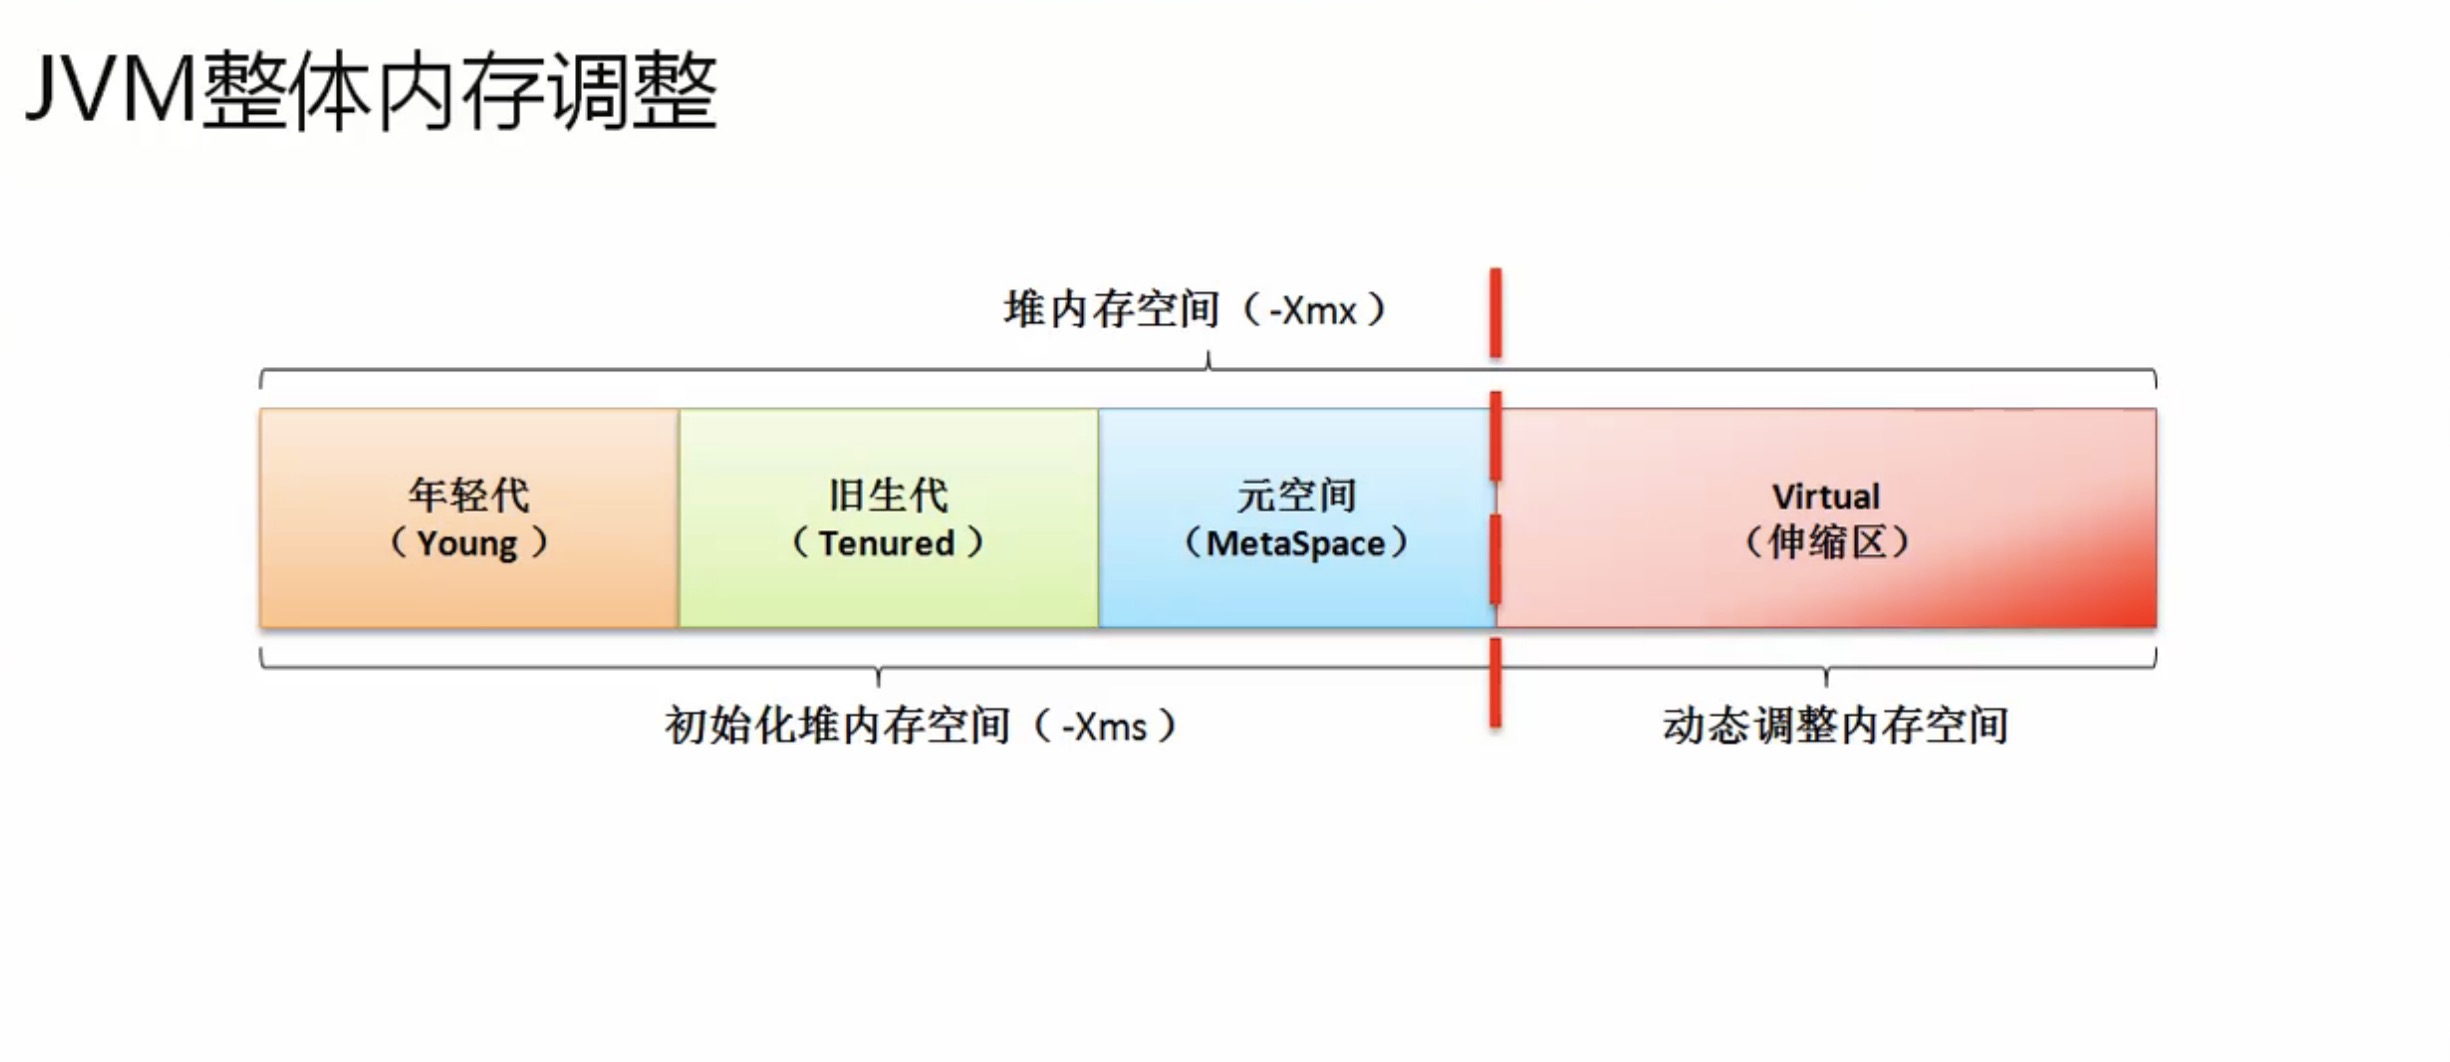 JVM整体内存调整
堆内存空间（-Xmx）
年轻代
（Young）
旧生代
（Tenured）
元空间
（MetaSpace）
Virtual
（伸缩区）
初始化堆内存空间（-Xms）
动态调整内存空间